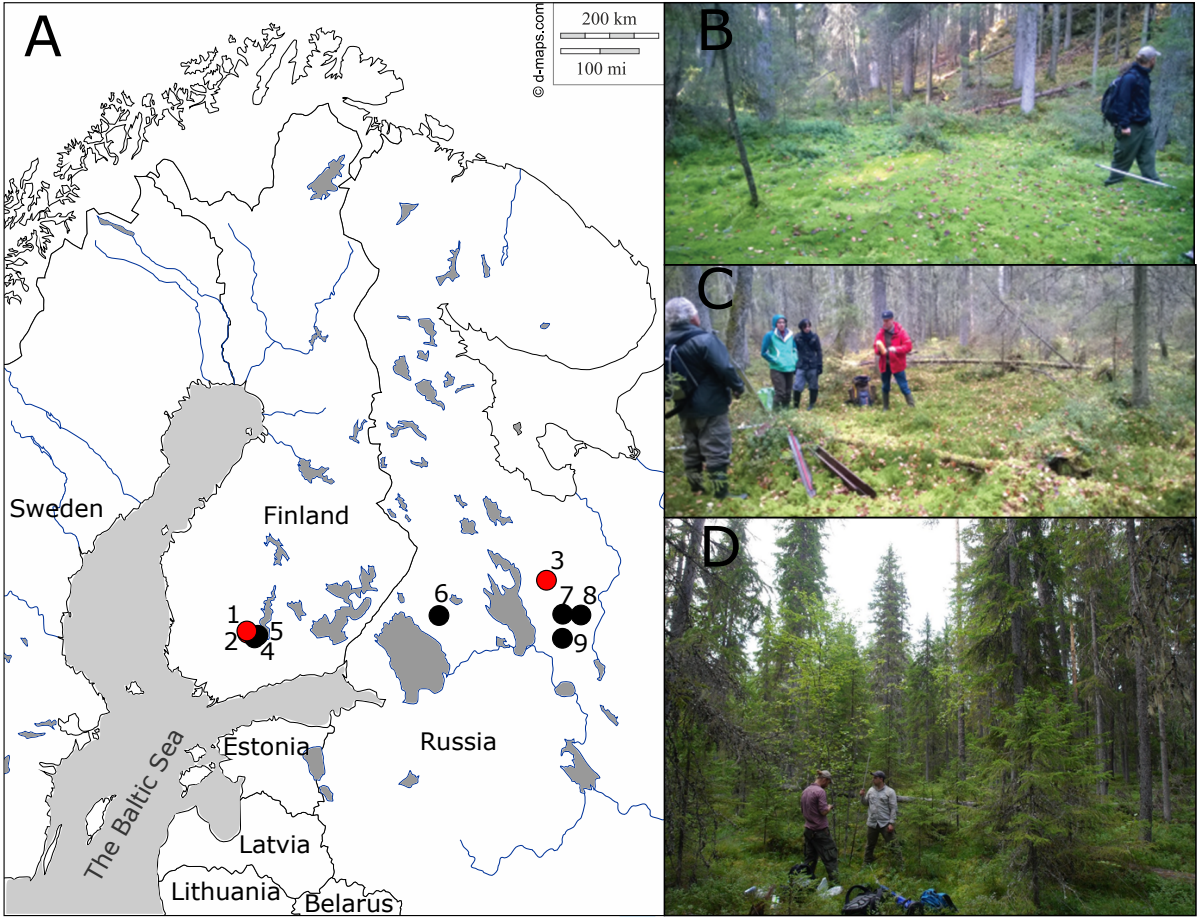 A
200 km
100 mi
© d-maps.com
B
C
D
Sweden
Finland
3
6
7
8
1
5
2
4
9
Russia
Estonia
The Baltic Sea
Latvia
Lithuania
Belarus